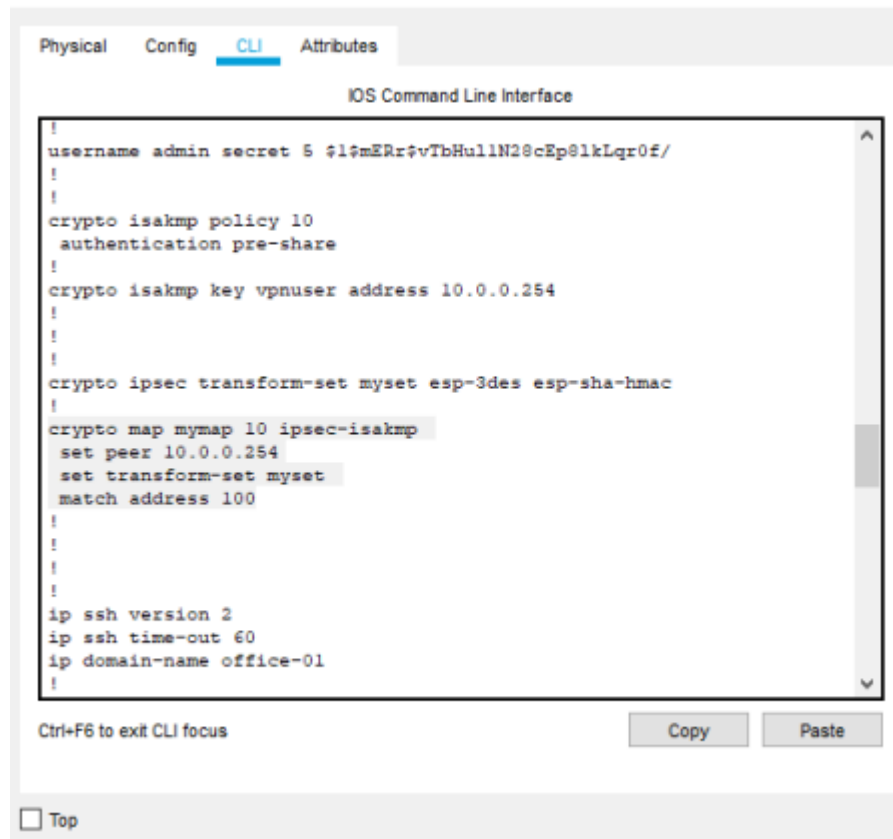 Physical Config CLI Attributes
IOS Command Line Interface
!
username admin secret 5 $1$mERr$vTbHul1N28cEp81kLqr0f/
!
!
crypto isakmp policy 10
authentication pre-share
!
crypto isakmp key vpnuser address 10.0.0.254
!
!
!
crypto ipsec transform-set myset esp-3des esp-sha-hmac
!
crypto map mymap 10 ipsec-isakmp
set peer 10.0.0.254
set transform-set myset
match address 100
!
!
!
!
ip ssh version 2
ip ssh time-out 60
ip domain-name office-01
!
Ctrl+F6 to exit CLI focus Copy Paste
Top